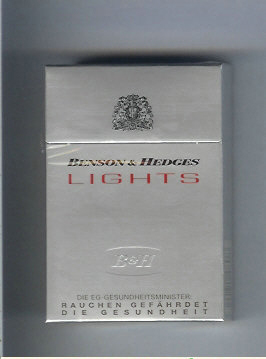 BENSON & HEDGES
LIGHTS
B&H
DIE EG-GESUNDHEITSMINISTER:
RAUCHEN GEFÄHRDET
DIE GESUNDHEIT